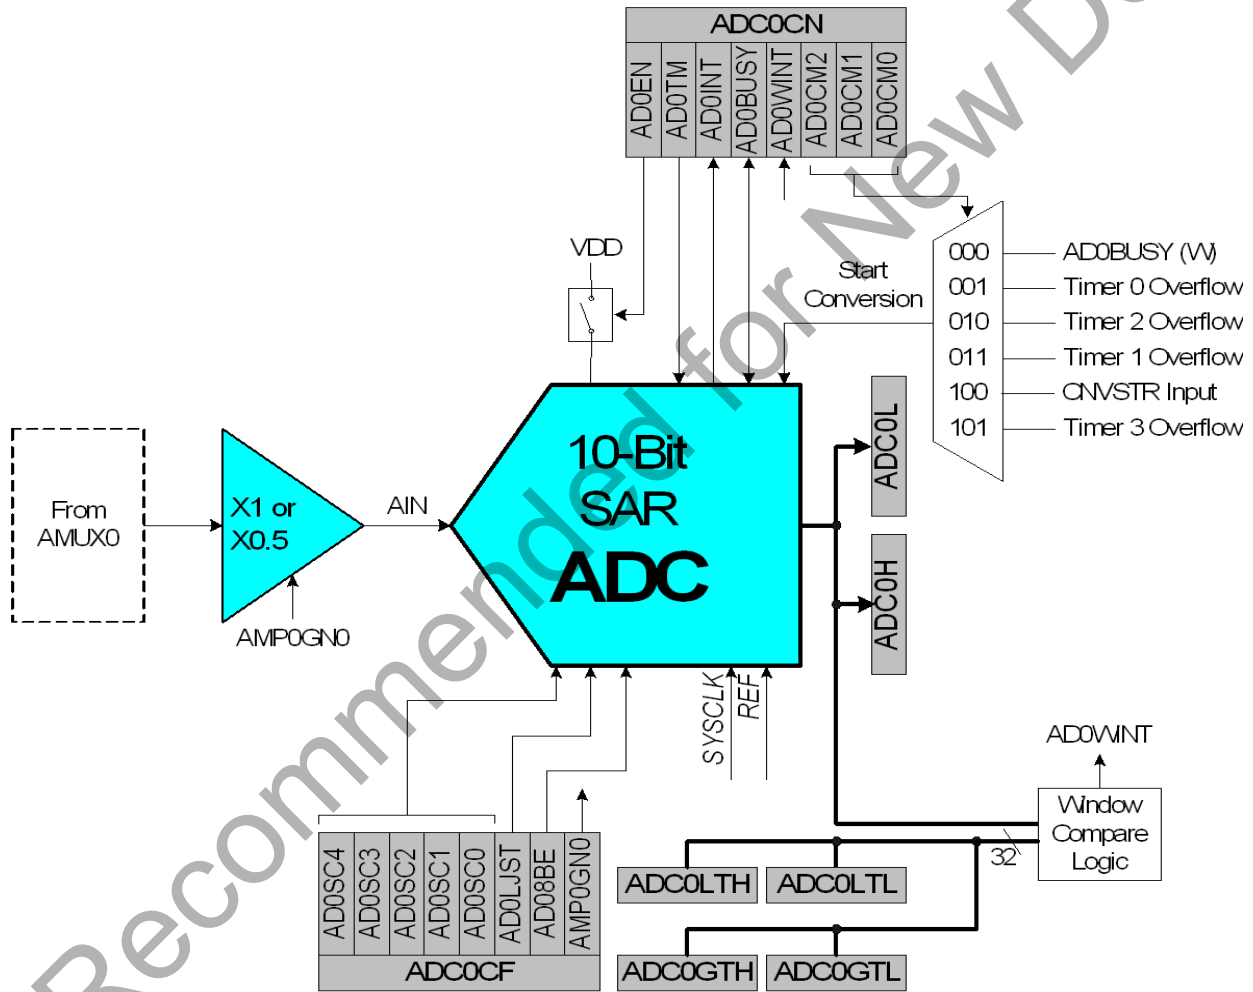 ADC0CN
AD0EN
AD0TM
AD0INT
AD0BUSY
AD0WINT
AD0CM2
AD0CM1
AD0CM0
VDD
Start
Conversion
000
AD0BUSY (W)
001
Timer 0 Overflow
010
Timer 2 Overflow
011
Timer 1 Overflow
100
CNVSTR Input
101
Timer 3 Overflow
From
AMUX0
X1 or
X0.5
AMP0GN0
AIN
10-Bit
SAR
ADC
ADC0L
ADC0H
SYSCLK
REF
AD0WINT
Window
Compare
Logic
32
AD0SC4
AD0SC3
AD0SC2
AD0SC1
AD0SC0
AD0LJST
AD08BE
AMP0GN0
ADC0CF
ADC0LTH
ADC0LTL
ADC0GTH
ADC0GTL
Recommended for New